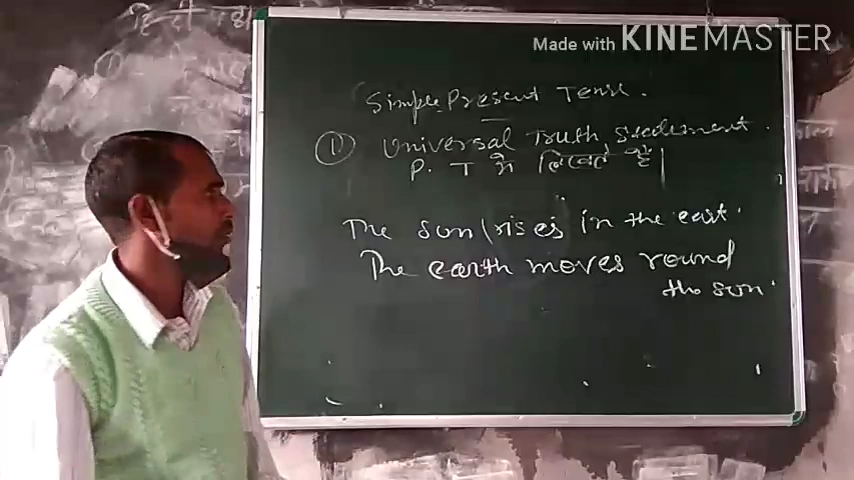 Made with KINEMASTER
Simple Present Tense.
① Universal Truth, Statement.
P. T में लिखते है|
The sun rises in the east.
The earth moves round
the sun.